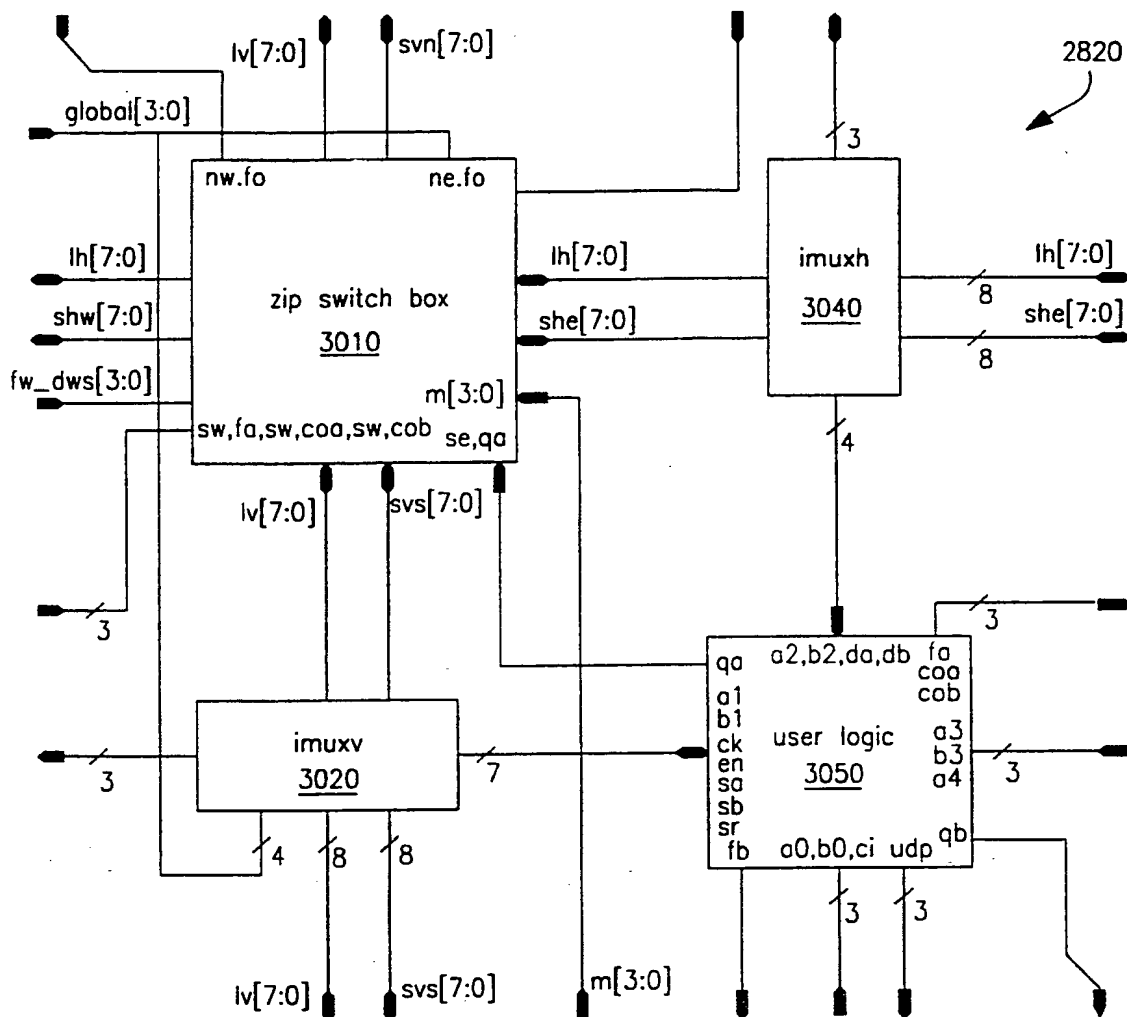 lv[7:0]
svn[7:0]
2820
global[3:0]
3
nw.fo
ne.fo
lh[7:0]
lh[7:0]
imuxh
lh[7:0]
zip switch box
8
shw[7:0]
3010
she[7:0]
3040
she[7:0]
8
fw_dws[3:0]
m[3:0]
sw,fa,sw,coa,sw,cob
se,qa
4
lv[7:0]
svs[7:0]
3
3
qa
a2,b2,da,db
fa
coa
cob
a1
b1
ck
en
sa
sb
sr
user logic
3050
a3
b3
a4
3
imuxv
3020
3
7
qb
fb
a0,b0,ci
udp
4
8
8
3
3
lv[7:0]
svs[7:0]
m[3:0]